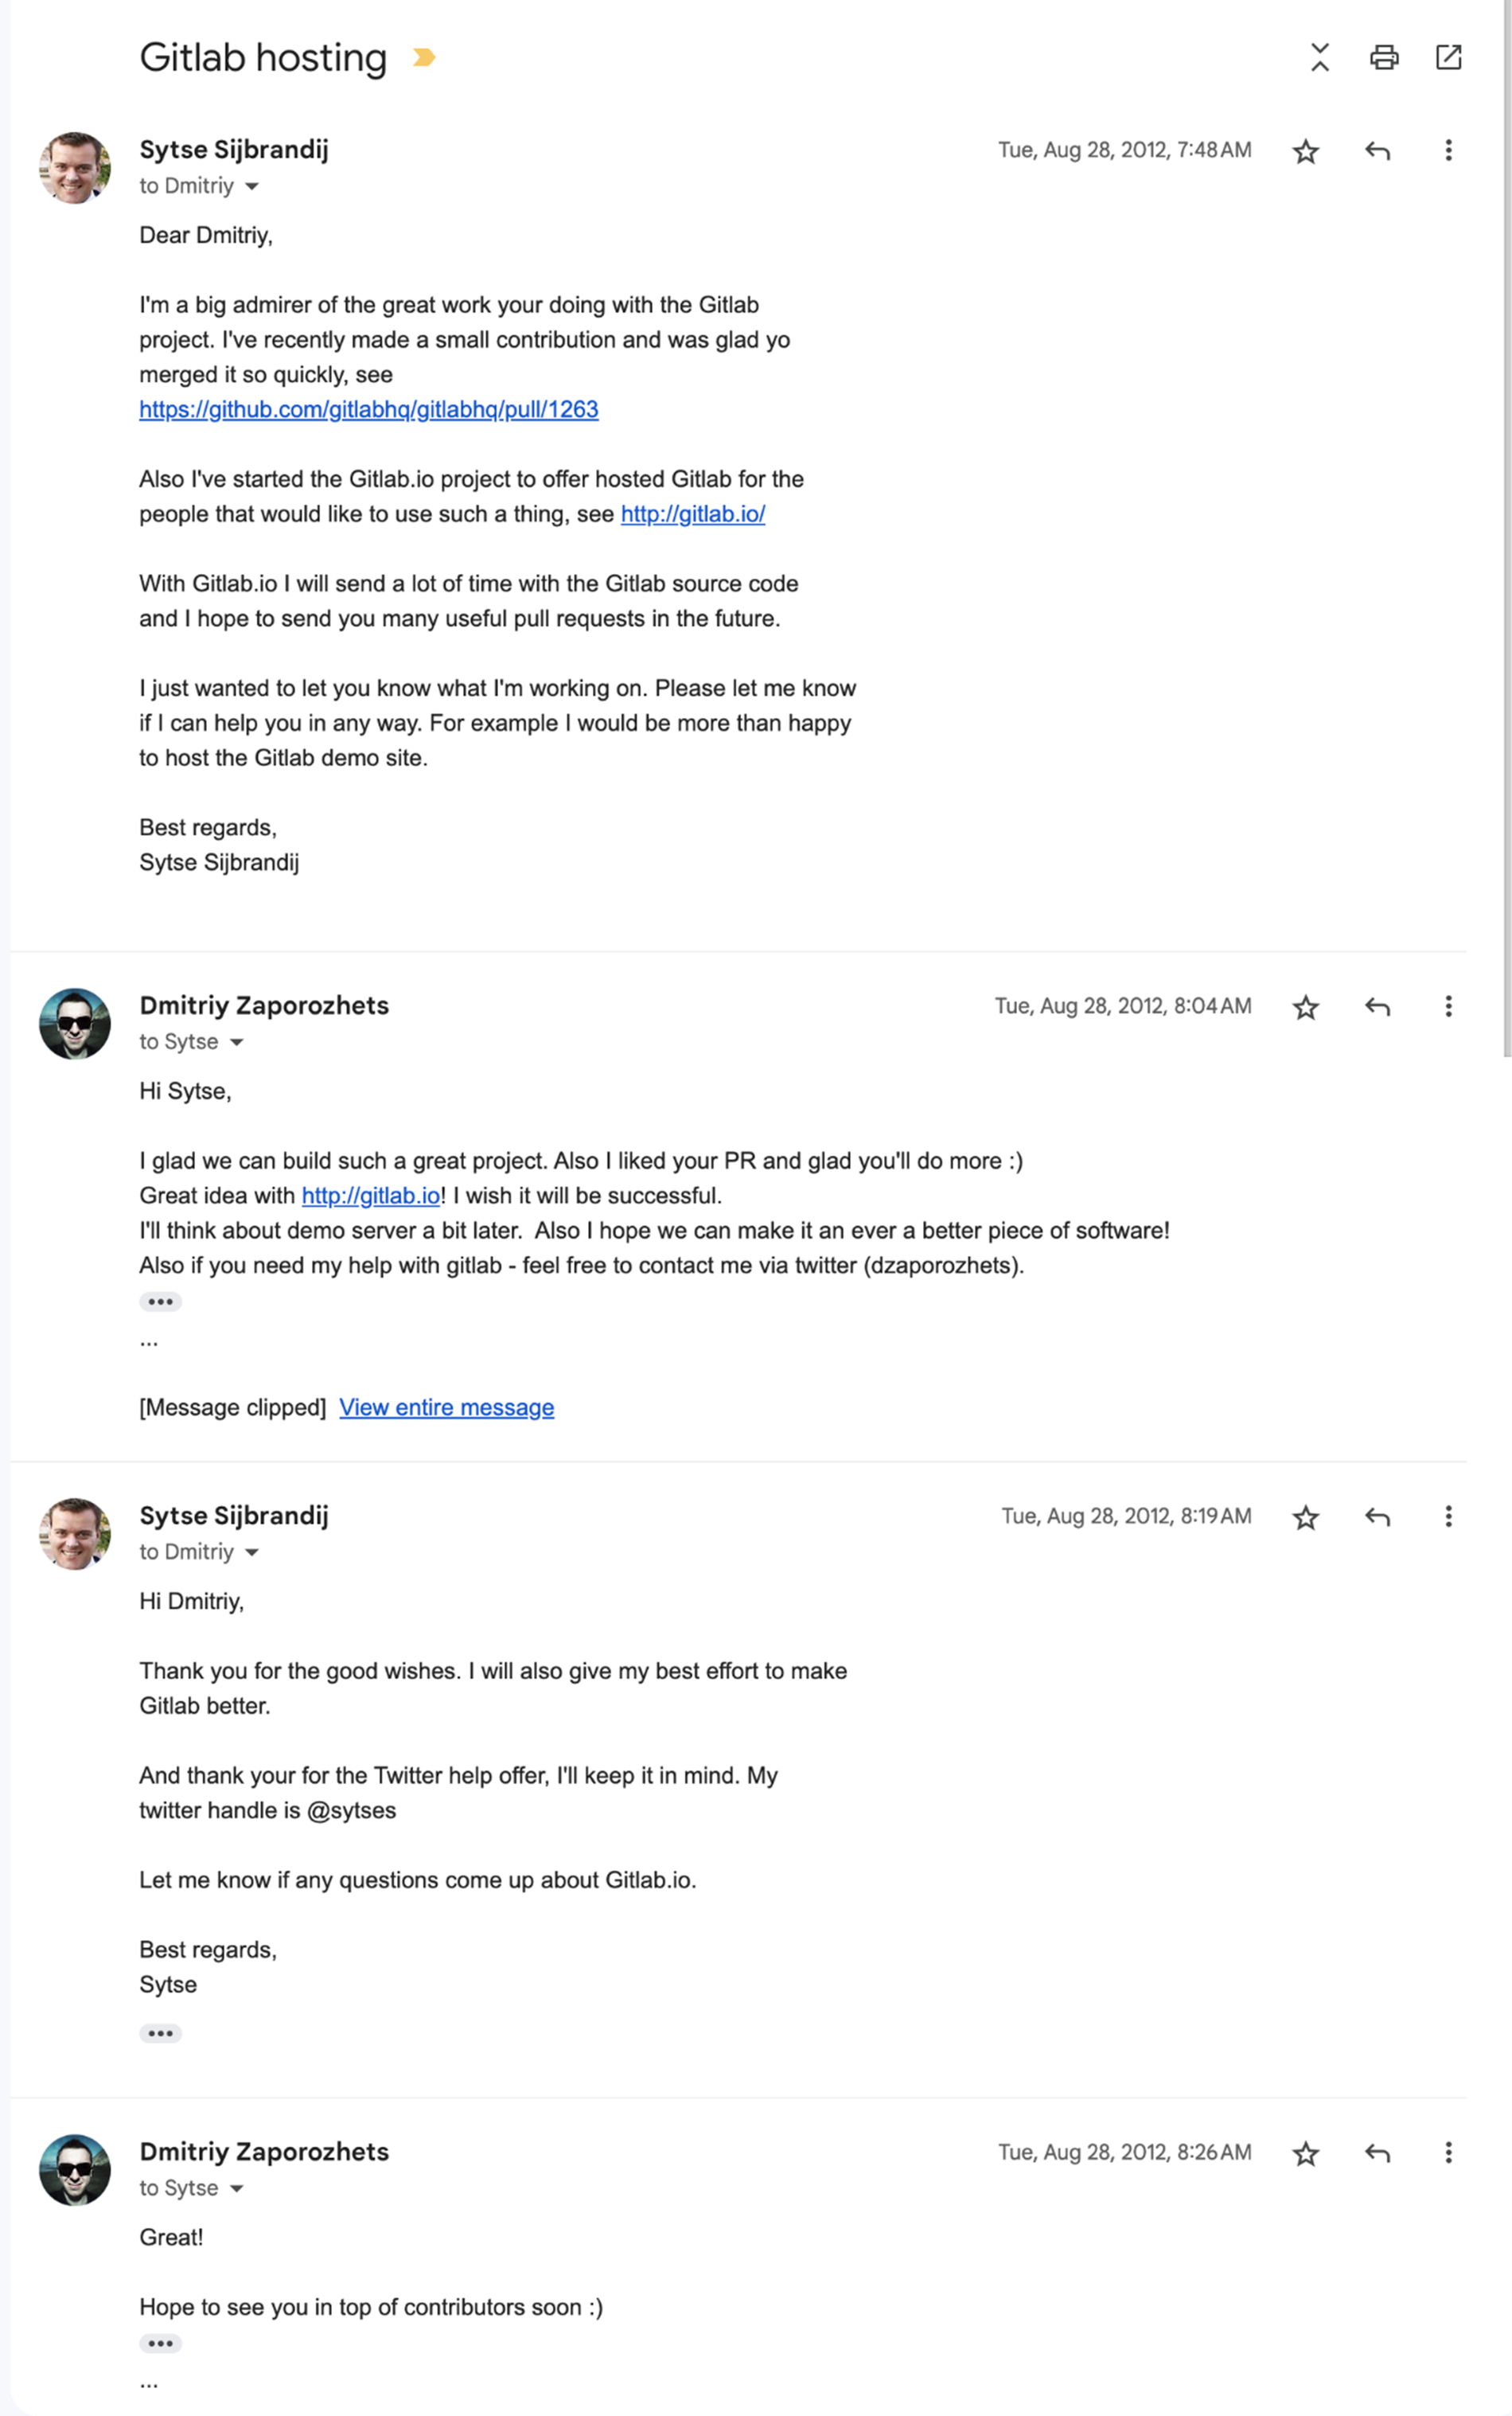 Gitlab hosting
Sytse Sijbrandij
Tue, Aug 28, 2012, 7:48 AM
to Dmitriy
Dear Dmitriy,
I'm a big admirer of the great work your doing with the Gitlab
project. I've recently made a small contribution and was glad yo
merged it so quickly, see
https://github.com/gitlabhq/gitlabhq/pull/1263
Also I've started the Gitlab.io project to offer hosted Gitlab for the
people that would like to use such a thing, see http://gitlab.io/
With Gitlab.io I will send a lot of time with the Gitlab source code
and I hope to send you many useful pull requests in the future.
I just wanted to let you know what I'm working on. Please let me know
if I can help you in any way. For example I would be more than happy
to host the Gitlab demo site.
Best regards,
Sytse Sijbrandij
Dmitriy Zaporozhets
Tue, Aug 28, 2012, 8:04 AM
to Sytse
Hi Sytse,
I glad we can build such a great project. Also I liked your PR and glad you'll do more :)
Great idea with http://gitlab.io! I wish it will be successful.
I'll think about demo server a bit later.  Also I hope we can make it an ever a better piece of software!
Also if you need my help with gitlab - feel free to contact me via twitter (dzaporozhets).
...
[Message clipped]  View entire message
Sytse Sijbrandij
Tue, Aug 28, 2012, 8:19 AM
to Dmitriy
Hi Dmitriy,
Thank you for the good wishes. I will also give my best effort to make
Gitlab better.
And thank your for the Twitter help offer, I'll keep it in mind. My
twitter handle is @sytses
Let me know if any questions come up about Gitlab.io.
Best regards,
Sytse
Dmitriy Zaporozhets
Tue, Aug 28, 2012, 8:26 AM
to Sytse
Great!
Hope to see you in top of contributors soon :)
...